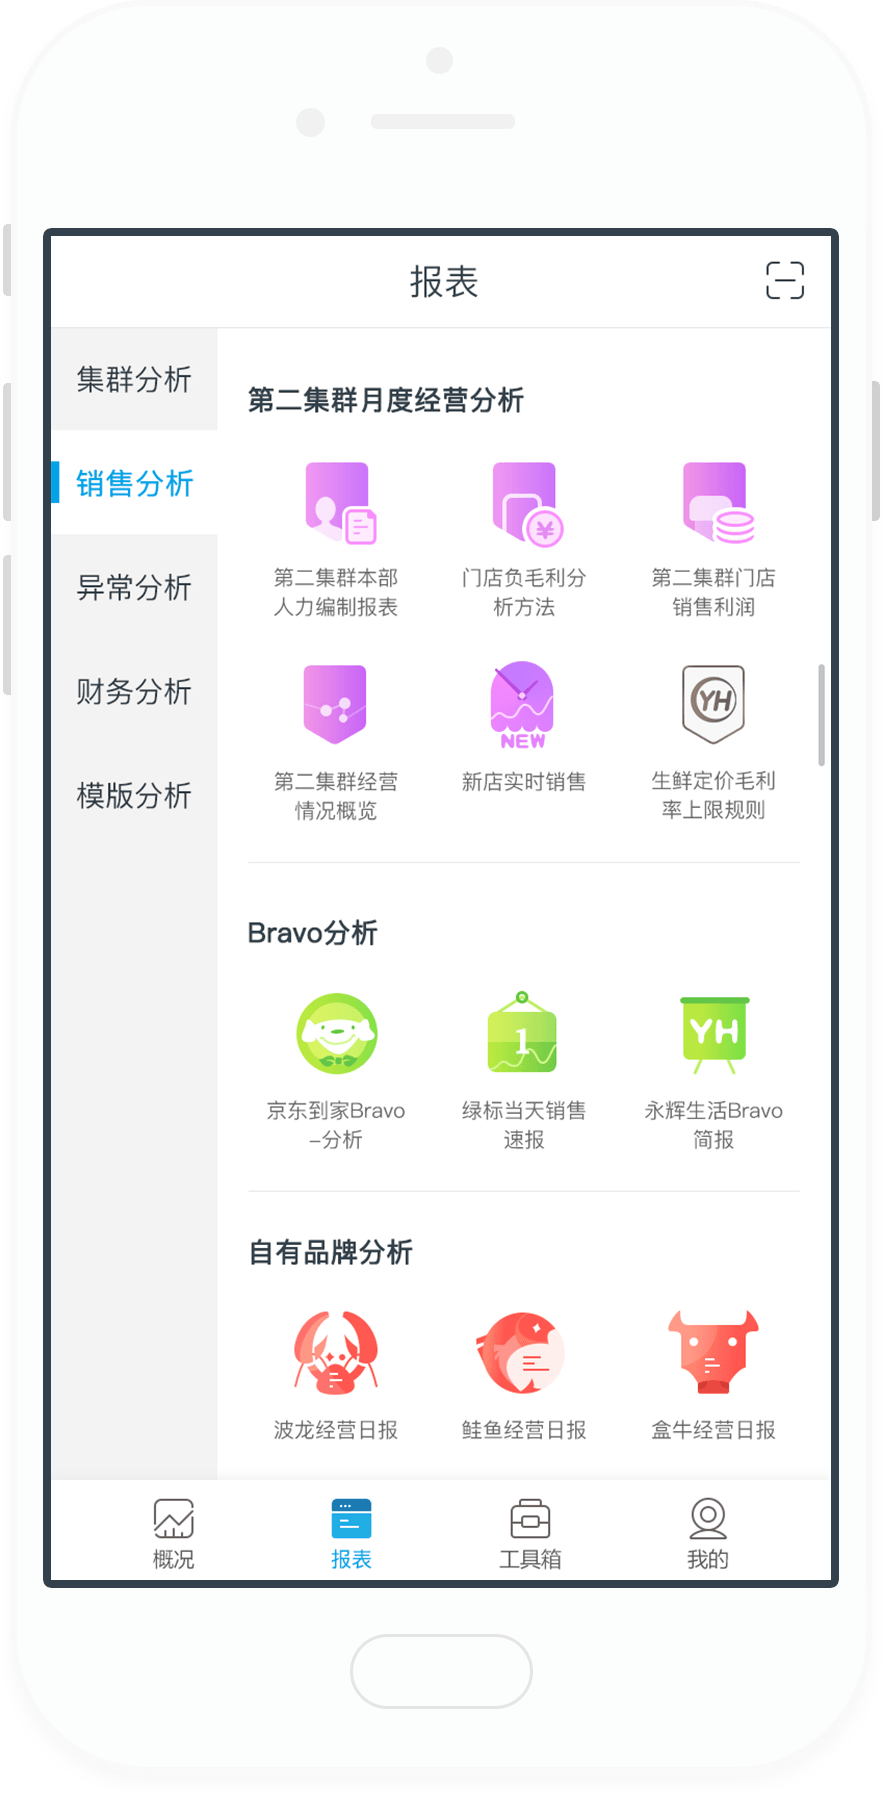 报表
集群分析
销售分析
异常分析
财务分析
模版分析
第二集群月度经营分析
¥
第二集群本部
人力编制报表
门店负毛利分
析方法
第二集群门店
销售利润
NEW
YH
第二集群经营
情况概览
新店实时销售
生鲜定价毛利
率上限规则
Bravo分析
1
YH
京东到家Bravo
-分析
绿标当天销售
速报
永辉生活Bravo
简报
自有品牌分析
波龙经营日报
鲑鱼经营日报
盒牛经营日报
概况
报表
工具箱
我的